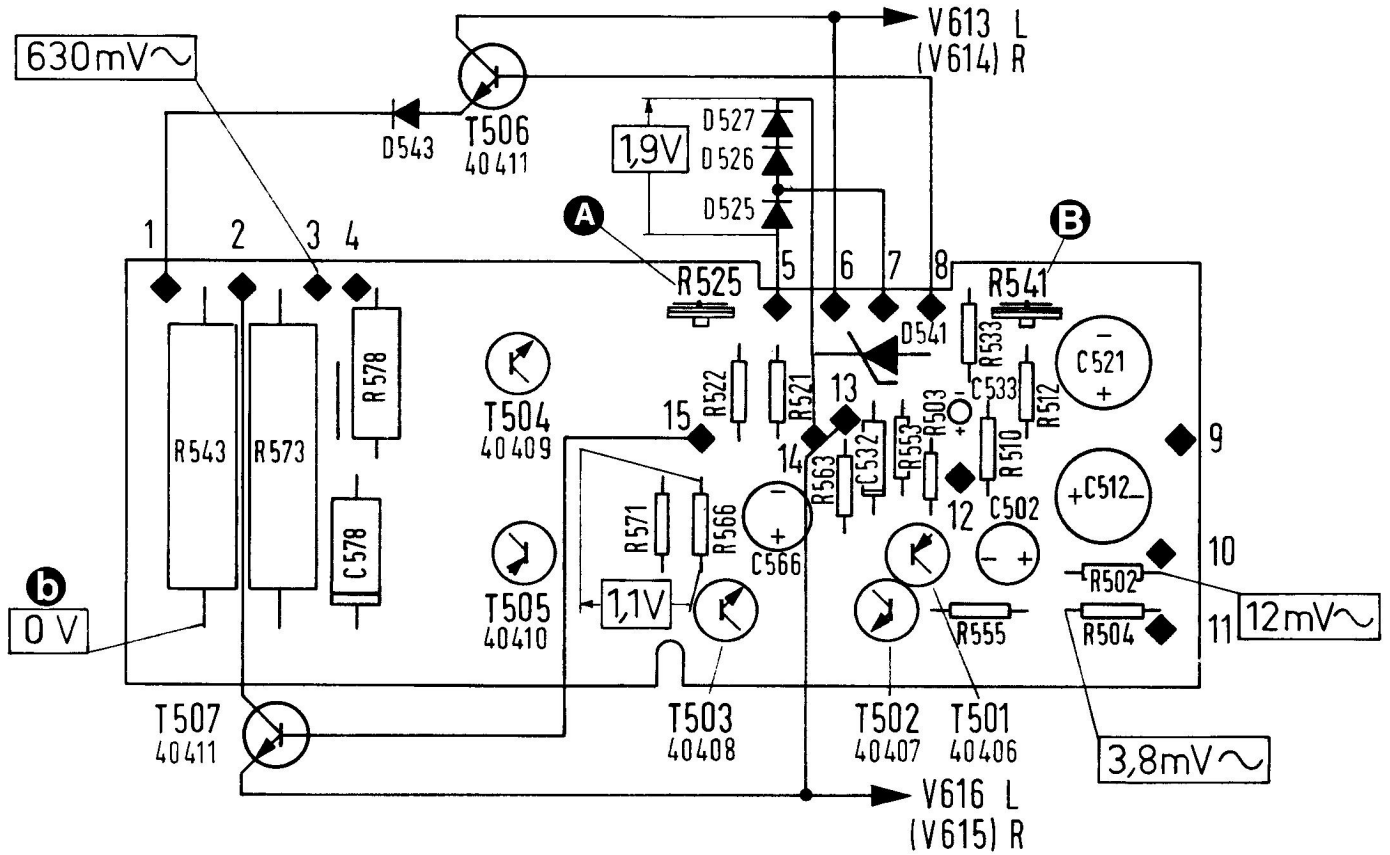 V613 L
(V614) R
630mV~
T506
40411
D543
D527
D526
D525
1,9V
A
B
1
2
3
4
5
6
7
8
R525
R541
D541
R533
C521
-
+
R578
R522
R521
13
C533
R503
-
+
R512
T504
40409
15
14
R543
R573
R563
C532
R553
R510
9
12
+C512-
C502
- +
-
+
C566
C578
R571
R566
T505
40410
1,1V
10
R502
12mV~
b
0 V
R555
R504
11
T507
40411
T503
40408
T502
40407
T501
40406
3,8mV~
V616 L
(V615) R